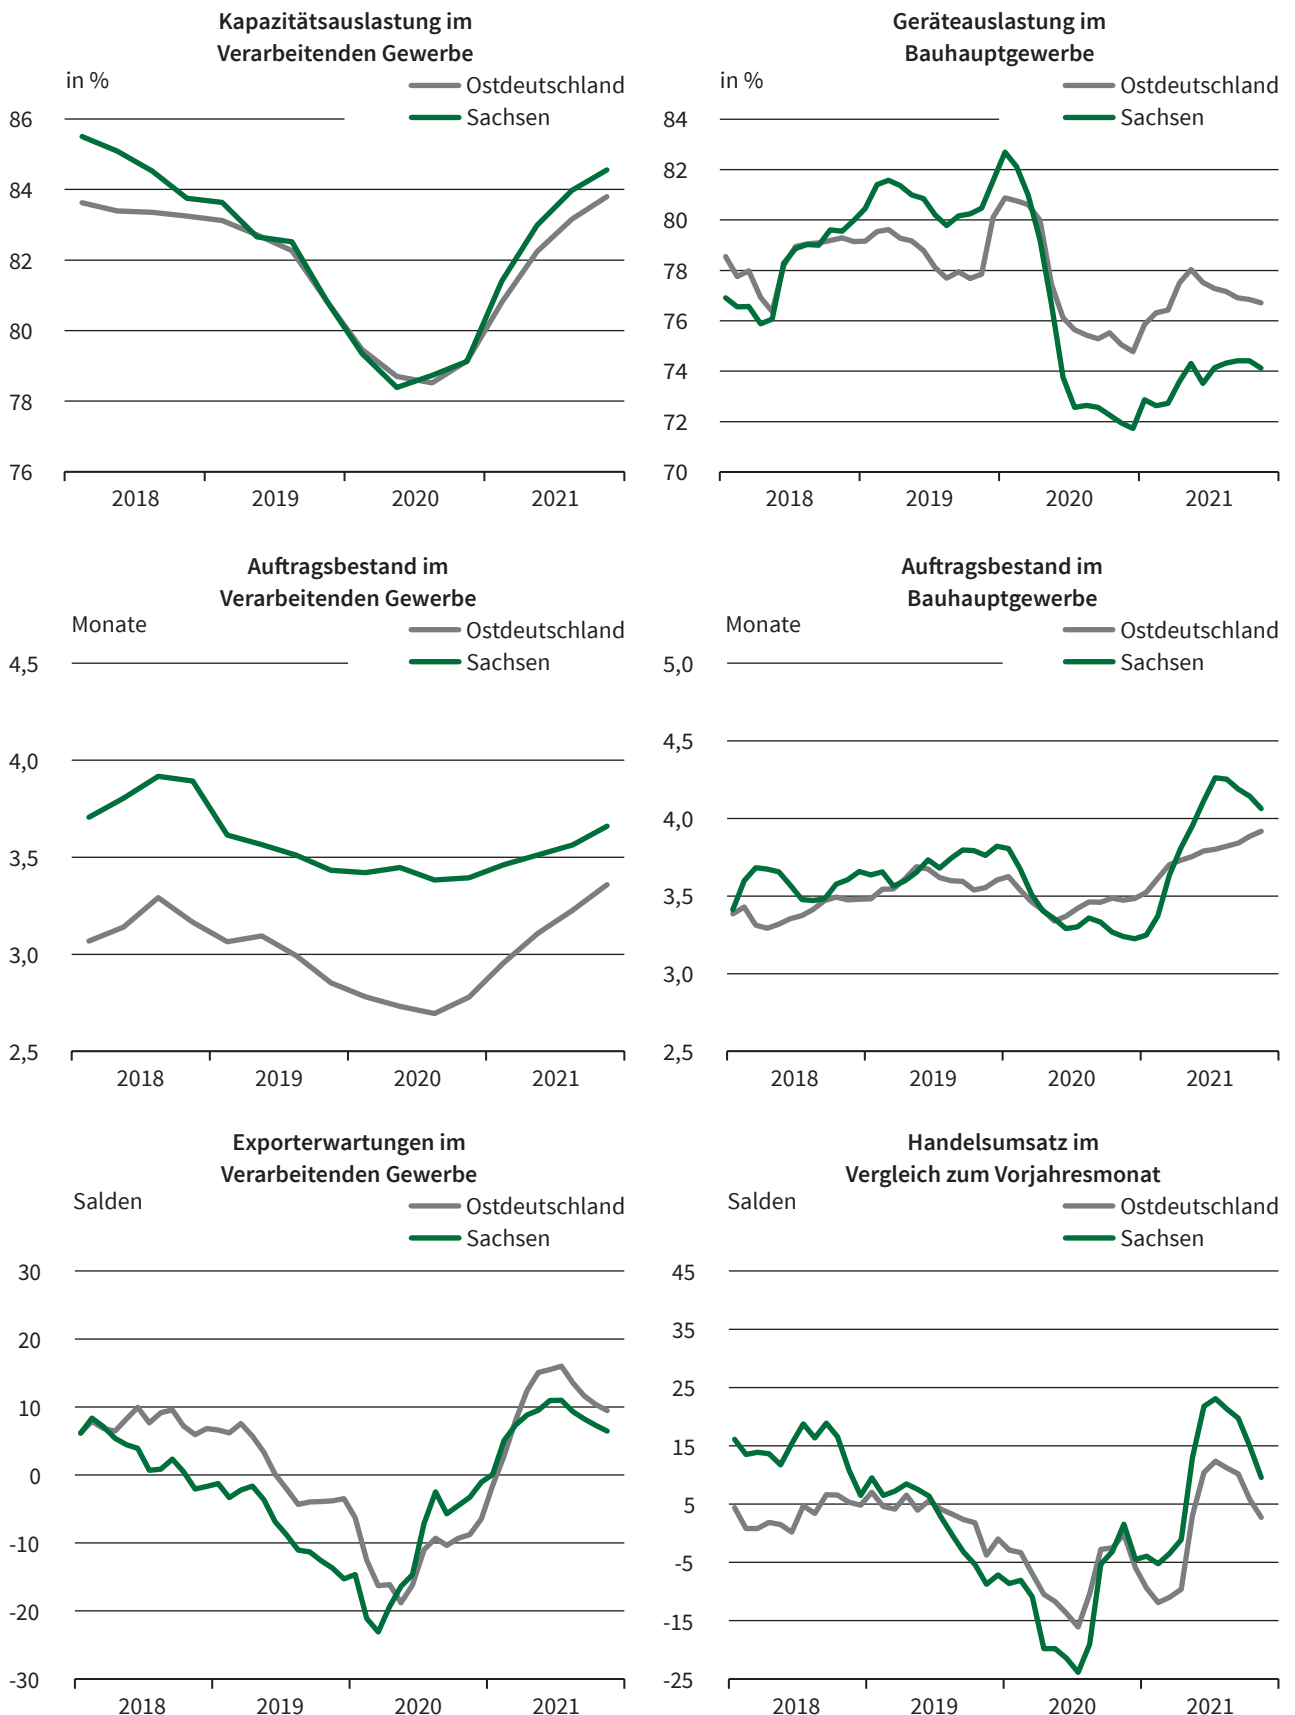 Kapazitätsauslastung im
Verarbeitenden Gewerbe
in %
Ostdeutschland
Sachsen
86
84
82
80
78
76
2018
2019
2020
2021
Geräteauslastung im
Bauhauptgewerbe
in %
Ostdeutschland
Sachsen
84
82
80
78
76
74
72
70
2018
2019
2020
2021
Auftragsbestand im
Verarbeitenden Gewerbe
Monate
Ostdeutschland
Sachsen
4,5
4,0
3,5
3,0
2,5
2018
2019
2020
2021
Auftragsbestand im
Bauhauptgewerbe
Monate
Ostdeutschland
Sachsen
5,0
4,5
4,0
3,5
3,0
2,5
2018
2019
2020
2021
Exporterwartungen im
Verarbeitenden Gewerbe
Salden
Ostdeutschland
Sachsen
30
20
10
0
-10
-20
-30
2018
2019
2020
2021
Handelsumsatz im
Vergleich zum Vorjahresmonat
Salden
Ostdeutschland
Sachsen
45
35
25
15
5
-5
-15
-25
2018
2019
2020
2021